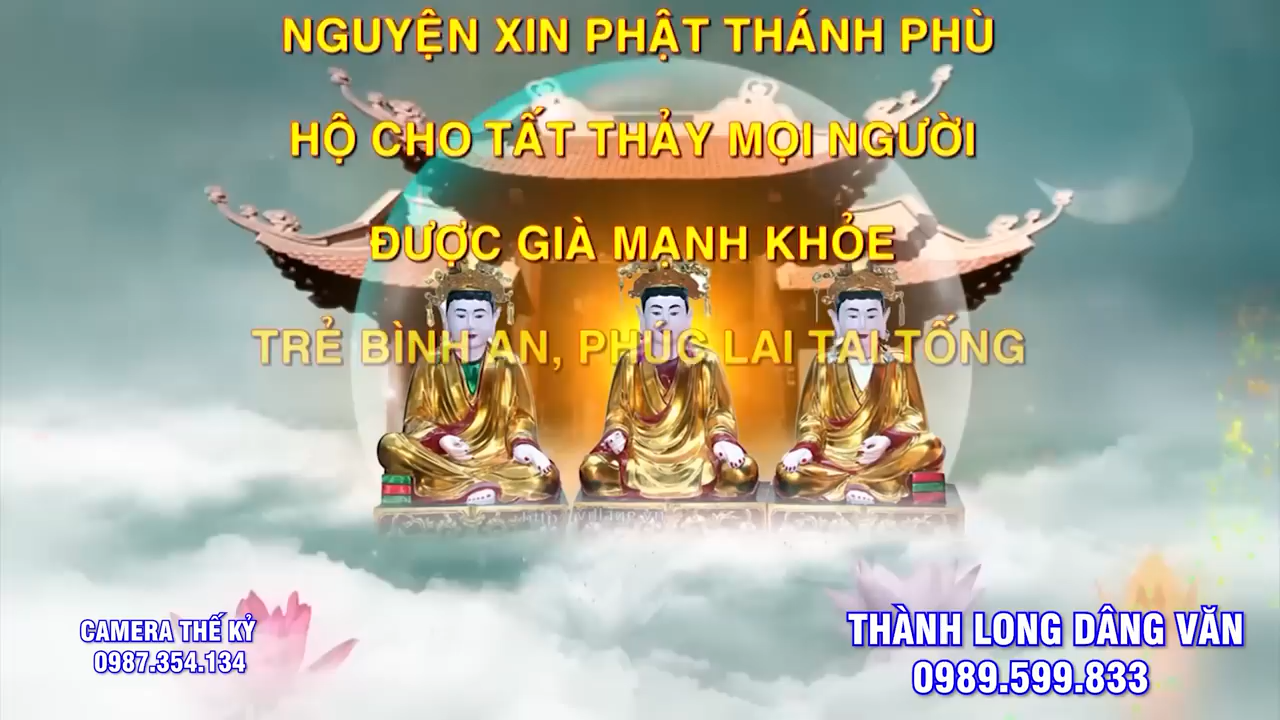 NGUYỆN XIN PHẬT THÁNH PHÙ
HỘ CHO TẤT THẢY MỌI NGƯỜI
ĐƯỢC GIÀ MẠNH KHỎE
TRẺ BÌNH AN, PHÚC LAI TAI TỐNG
CAMERA THẾ KỶ
0987.354.134
THÀNH LONG DÂNG VĂN
0989.599.833